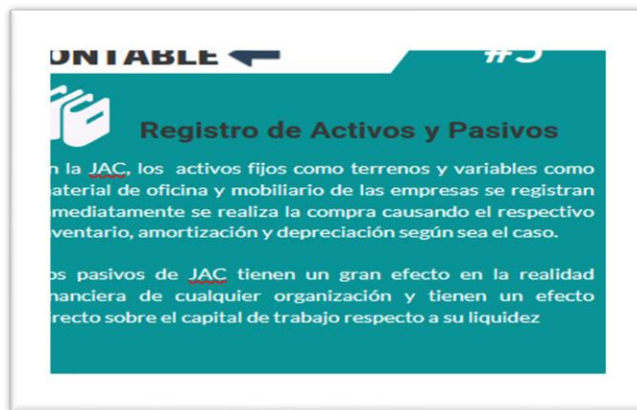 ONTABLE
#5
Registro de Activos y Pasivos
n la JAC, los activos fijos como terrenos y variables como
aterial de oficina y mobiliario de las empresas se registran
mediatamente se realiza la compra causando el respectivo
ventario, amortización y depreciación según sea el caso.
os pasivos de JAC tienen un gran efecto en la realidad
nanciera de cualquier organización y tienen un efecto
recto sobre el capital de trabajo respecto a su liquidez